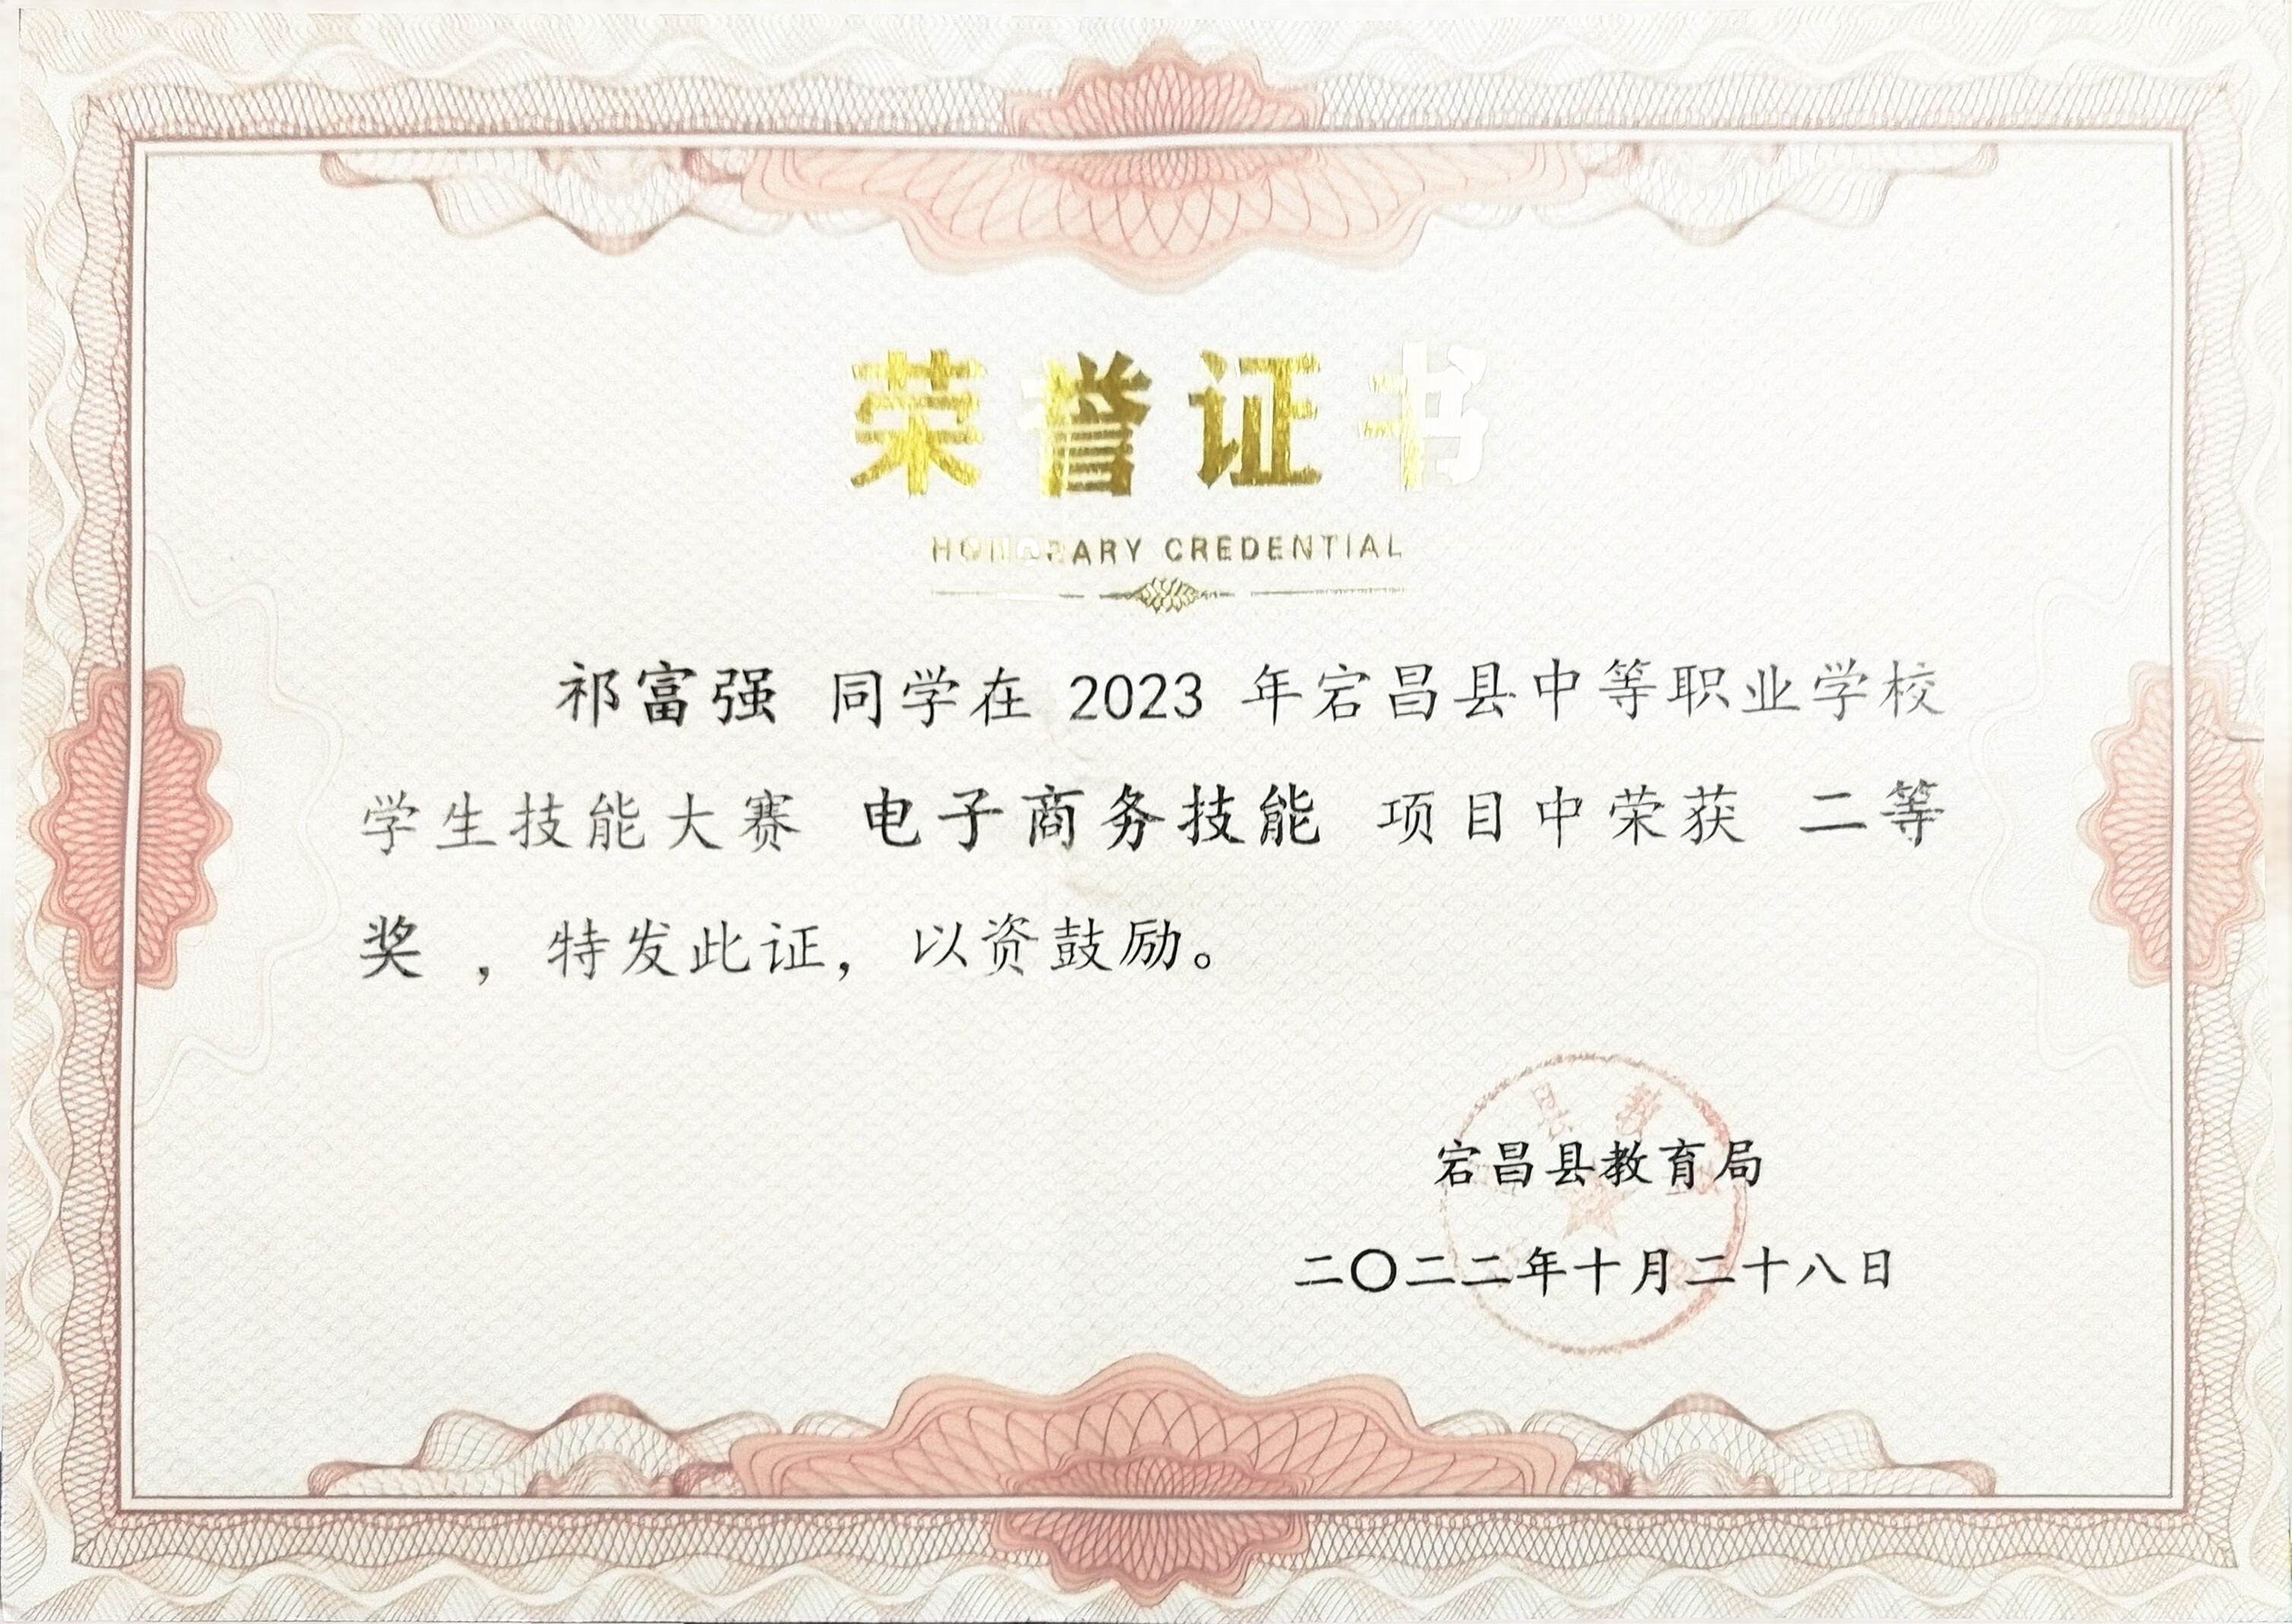 荣誉证书
HONORARY CREDENTIAL
祁富强 同学在 2023 年宕昌县中等职业学校
学生技能大赛 电子商务技能 项目中荣获 二等
奖 ，特发此证，以资鼓励。
县教
宕昌县教育局
二〇二二年十月二十八日